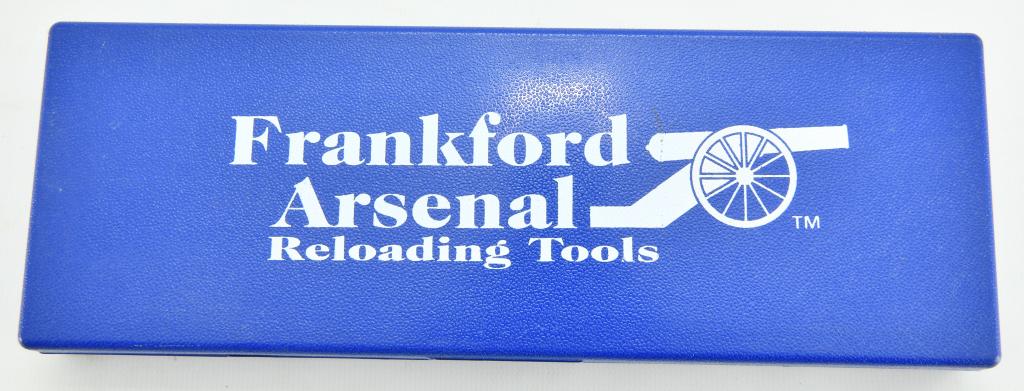 Frankford
Arsenal
Reloading Tools
TM